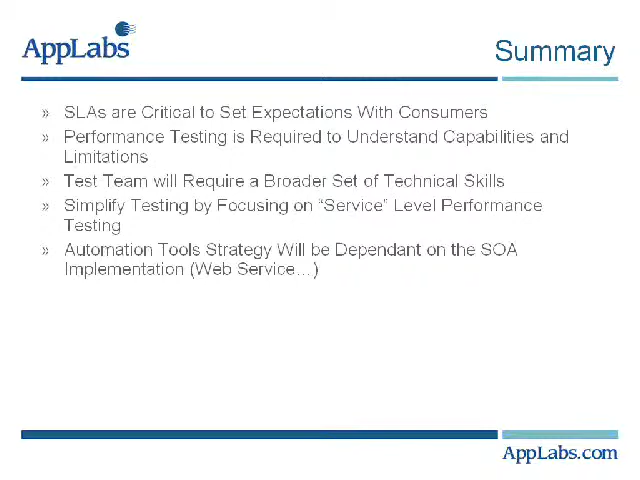 AppLabs
Summary
» SLAs are Critical to Set Expectations With Consumers
» Performance Testing is Required to Understand Capabilities and
Limitations
» Test Team will Require a Broader Set of Technical Skills
» Simplify Testing by Focusing on “Service” Level Performance
Testing
» Automation Tools Strategy Will be Dependant on the SOA
Implementation (Web Service…)
AppLabs.com